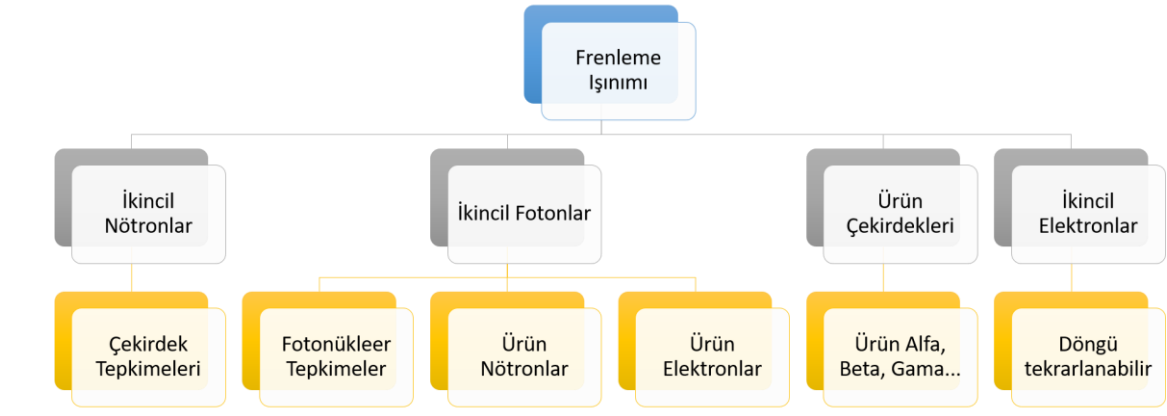 Frenleme
Işınımı
İkincil
Nötronlar
İkincil Fotonlar
Ürün
Çekirdekleri
İkincil
Elektronlar
Çekirdek
Tepkimeleri
Fotonükleer
Tepkimeler
Ürün
Nötronlar
Ürün
Elektronlar
Ürün Alfa,
Beta, Gama...
Döngü
tekrarlanabilir